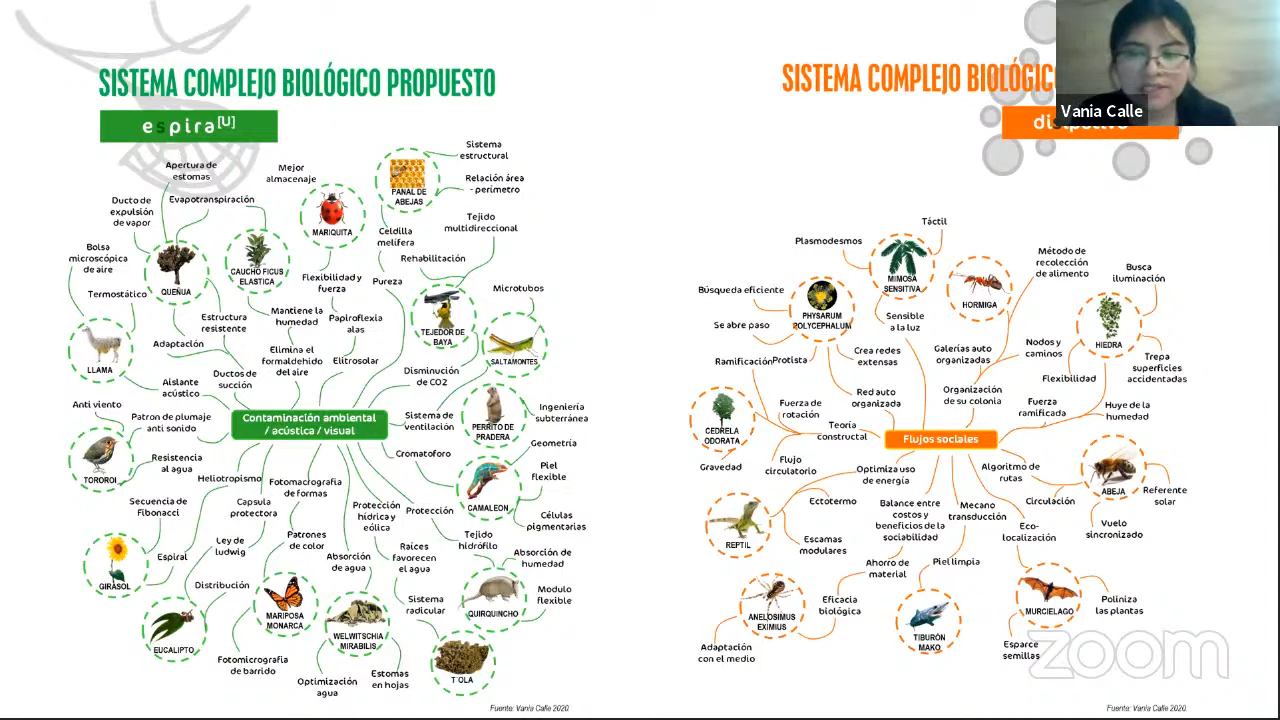 SISTEMA COMPLEJO BIOLÓGICO PROPUESTO
espira[U]
Sistema
estructural
Apertura de
estomas
Mejor
almacenaje
Relación área
- perímetro
PANAL DE
ABEJAS
Evapotranspiración
Ducto de
expulsión
de vapor
MARIQUITA
Tejido
multidireccional
Celdilla
melífera
Bolsa
microscópica
de aire
Rehabilitación
CAUCHO FICUS
ELASTICA
QUEÑUA
Flexibilidad y
fuerza
Pureza
Microtubos
Termostático
Estructura
resistente
Mantiene la
humedad
Papiroflexia
alas
TEJEDOR DE
BAYA
Adaptación
LLAMA
Elimina el
formaldehido
del aire
Elitrosolar
SALTAMONTES
Aislante
acústico
Ductos de
succión
Disminución
de CO2
Anti viento
Patron de plumaje
anti sonido
Contaminación ambiental
/ acústica / visual
Sistema de
ventilación
PERRITO DE
PRADERA
Ingeniería
subterránea
Geometría
TOROROI
Resistencia
al agua
Cromatoforo
Heliotropismo
Fotomacrografia
de formas
Piel
flexible
CAMALEON
Secuencia de
Fibonacci
Capsula
protectora
Protección
hídrica y
eólica
Protección
Células
pigmentarias
Ley de
ludwig
Patrones
de color
Tejido
hidrófilo
Espiral
Absorción
de agua
Raíces
favorecen
el agua
Absorción de
humedad
GIRASOL
Distribución
Modulo
flexible
MARIPOSA
MONARCA
Sistema
radicular
QUIRQUINCHO
WELWITSCHIA
MIRABILIS
EUCALIPTO
Fotomicrografia
de barrido
Optimización
agua
Estomas
en hojas
T´OLA
Fuente: Vania Calle 2020
SISTEMA COMPLEJO BIOLÓGICO
Vania Calle
Táctil
Plasmodesmos
Método de
recolección
de alimento
MIMOSA
SENSITIVA
Busca
iluminación
Búsqueda eficiente
HORMIGA
PHYSARUM
POLYCEPHALUM
Se abre paso
Sensible
a la luz
HIEDRA
Ramificación
Protista
Crea redes
extensas
Galerías auto
organizadas
Nodos y
caminos
Trepa
superficies
accidentadas
Flexibilidad
Red auto
organizada
Organización
de su colonia
Fuerza de
rotación
Fuerza
ramificada
Huye de la
humedad
CEDRELA
ODORATA
Teoría
constructal
Flujos sociales
Gravedad
Flujo
circulatorio
Optimiza uso
de energía
Algoritmo de
rutas
ABEJA
Referente
solar
Ectotermo
Balance entre
costos y
beneficios de la
sociabilidad
Mecano
transducción
Circulación
Eco-
localización
Vuelo
sincronizado
REPTIL
Escamas
modulares
Ahorro de
material
Piel limpia
Eficacia
biológica
ANELOSIMUS
EXIMIUS
MURCIELAGO
Poliniza
las plantas
TIBURÓN
MAKO
Adaptación
con el medio
Esparce
semillas
zoom
Fuente: Vania Calle 2020.